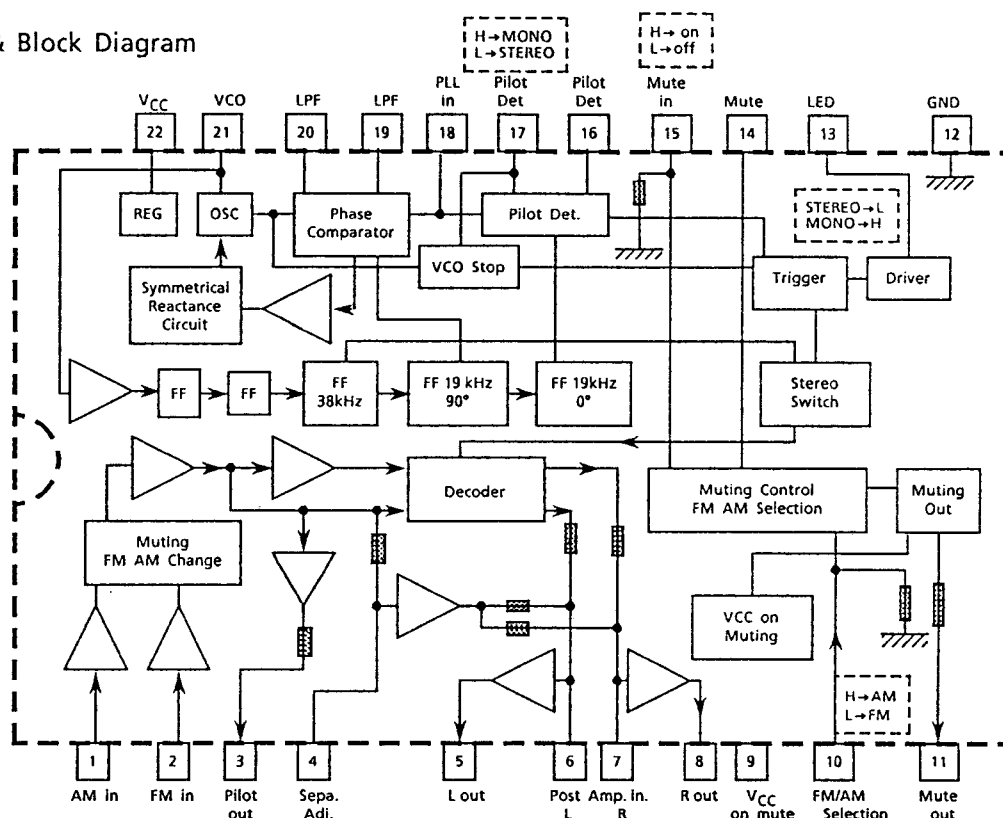 & Block Diagram
H→MONO
L→STEREO
H→ on
L→off
VCC
VCO
LPF
LPF
PLL
in
Pilot
Det
Pilot
Det
Mute
in
Mute
LED
GND
22
21
20
19
18
17
16
15
14
13
12
REG
OSC
Phase
Comparator
Pilot Det.
STEREO→L
MONO→H
VCO Stop
Trigger
Driver
Symmetrical
Reactance
Circuit
FF
FF
FF
38kHz
FF 19 kHz
90°
FF 19kHz
0°
Stereo
Switch
Decoder
Muting Control
FM AM Selection
Muting
Out
Muting
FM AM Change
VCC on
Muting
H→AM
L→FM
1
2
3
4
5
6
7
8
9
10
11
AM in
FM in
Pilot
out
Sepa.
Adj.
L out
Post
L
Amp. in.
R
R out
VCC
on mute
FM/AM
Selection
Mute
out